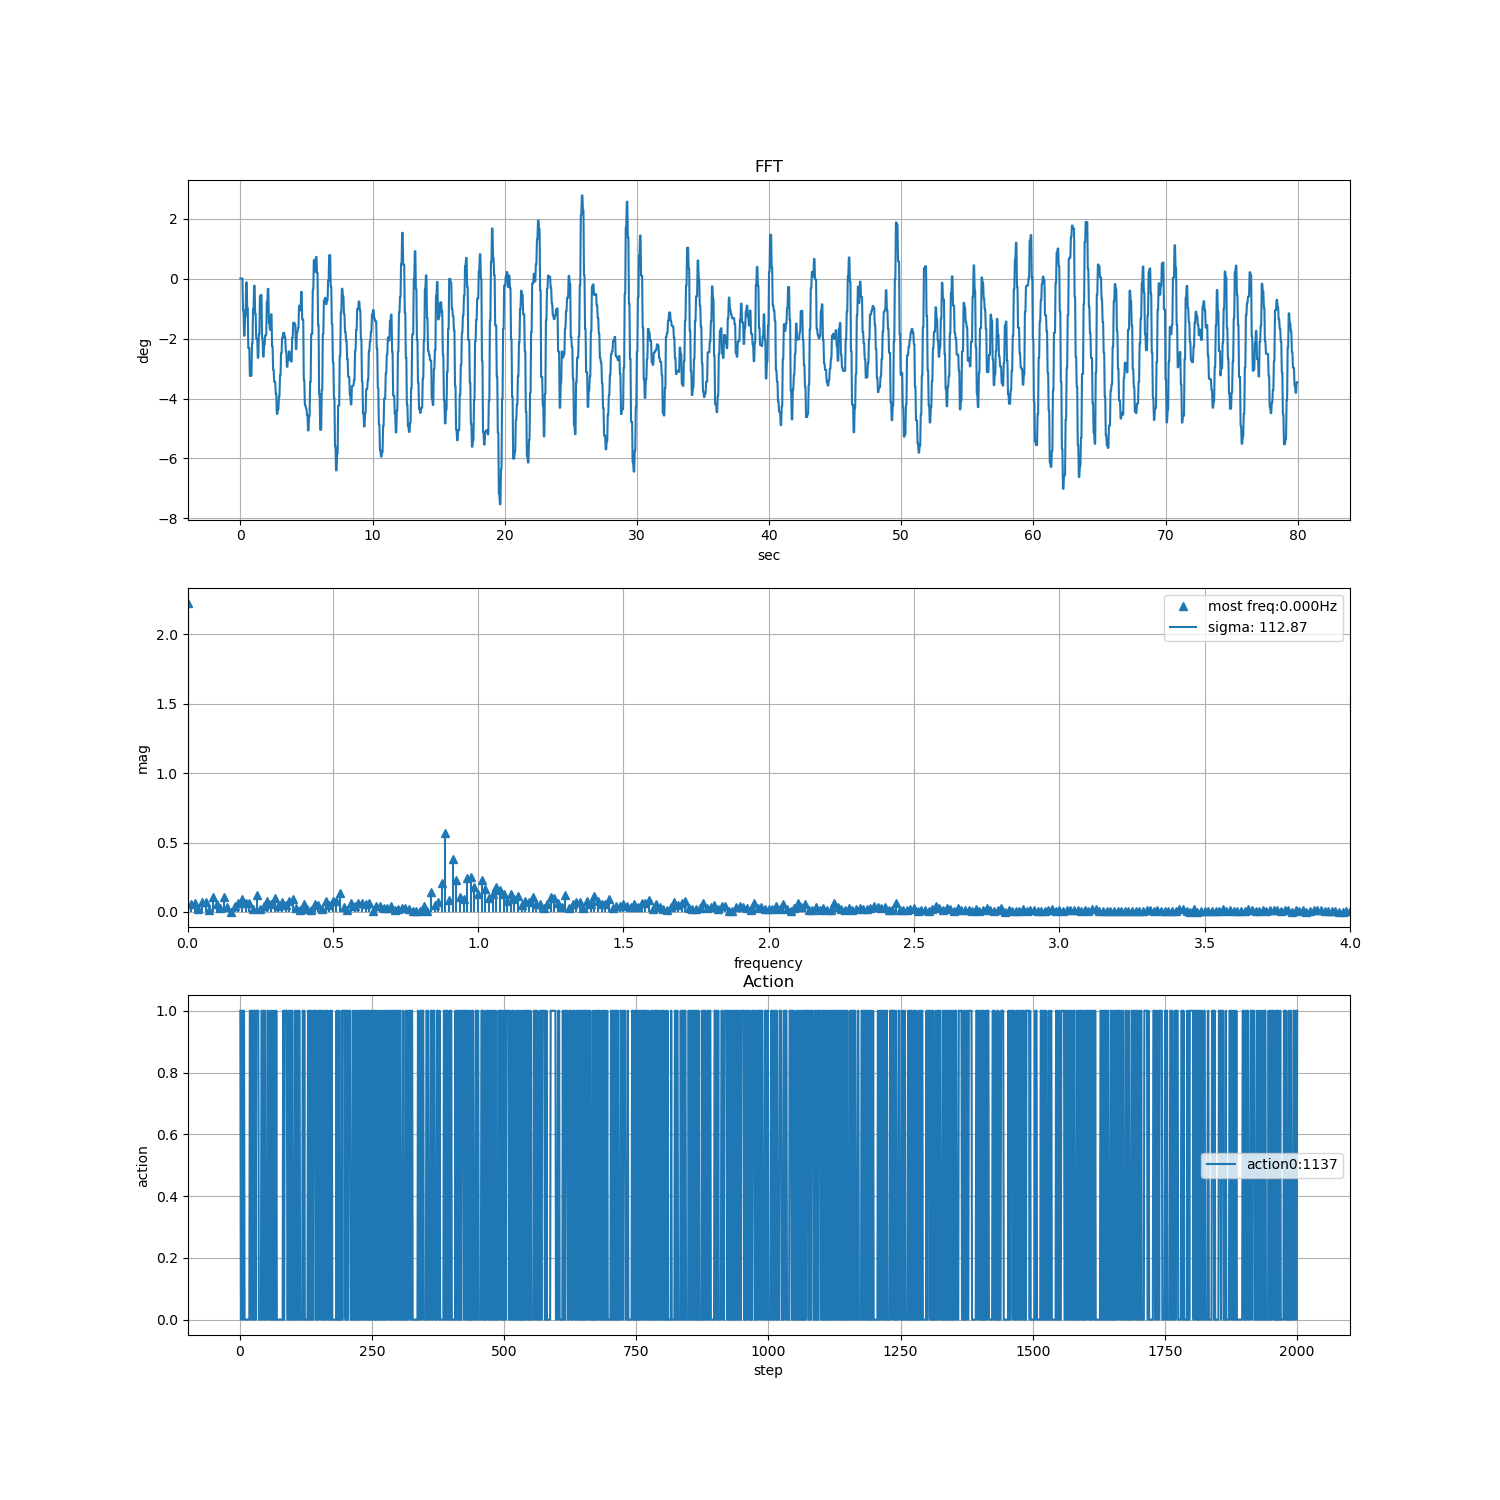 FFT
2
0
−2
−4
−6
−8
deg
0 10 20 30 40 50 60 70 80
sec
most freq:0.000Hz
sigma: 112.87
2.0
1.5
1.0
0.5
0.0
mag
0.0 0.5 1.0 1.5 2.0 2.5 3.0 3.5 4.0
frequency
Action
1.0
0.8
0.6
0.4
0.2
0.0
action
action0:1137
0 250 500 750 1000 1250 1500 1750 2000
step